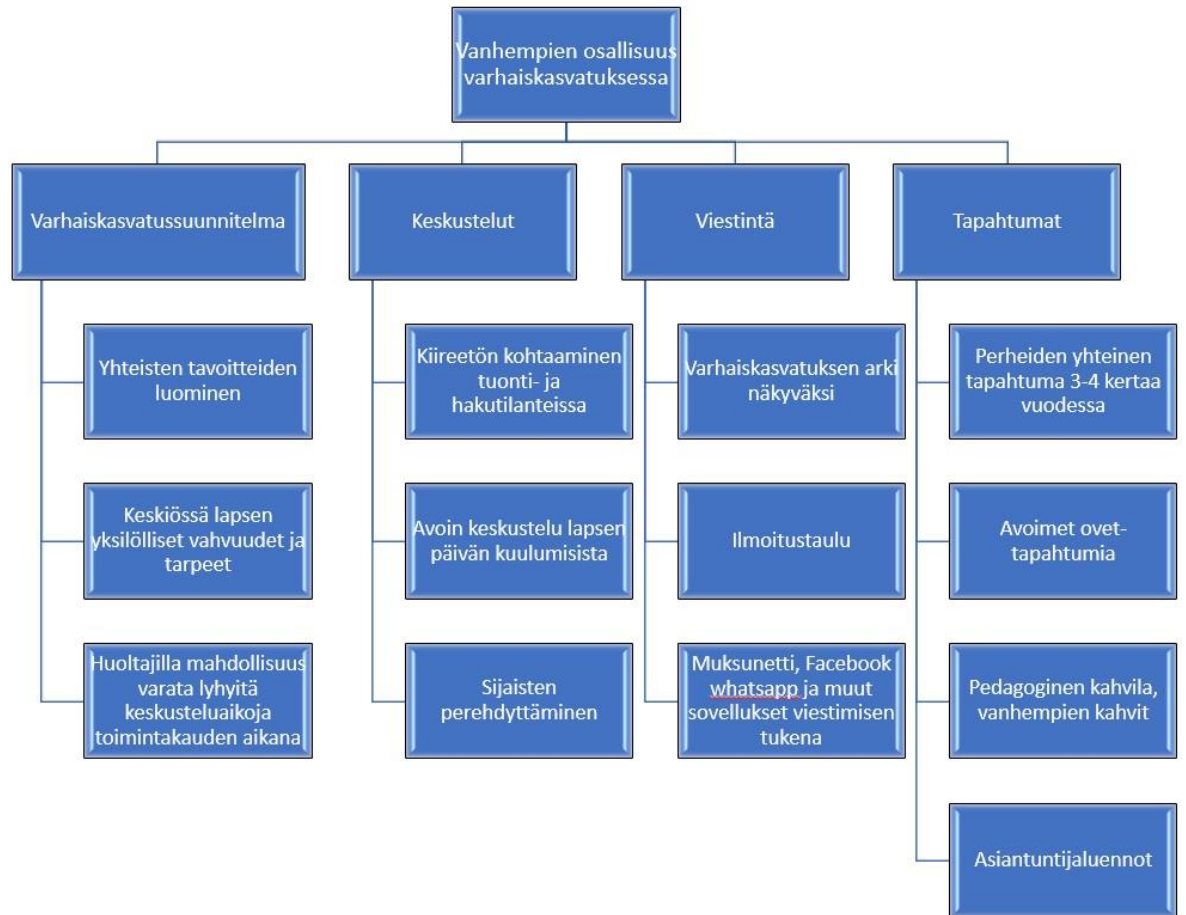 Vanhempien osallisuus
varhaiskasvatuksessa
Varhaiskasvatussuunnitelma
Yhteisten tavoitteiden
luominen
Keskiössä lapsen
yksilölliset vahvuudet ja
tarpeet
Huoltajilla mahdollisuus
varata lyhyitä
keskusteluaikoja
toimintakauden aikana
Keskustelut
Kiireetön kohtaaminen
tuonti- ja
hakutilanteissa
Avoin keskustelu lapsen
päivän kuulumisista
Sijaisten
perehdyttäminen
Viestintä
Varhaiskasvatuksen arki
näkyväksi
Ilmoitustaulu
Muksunetti, Facebook
whatsapp ja muut
sovellukset viestimisen
tukena
Tapahtumat
Perheiden yhteinen
tapahtuma 3-4 kertaa
vuodessa
Avoimet ovet-
tapahtumia
Pedagoginen kahvila,
vanhempien kahvit
Asiantuntijaluennot